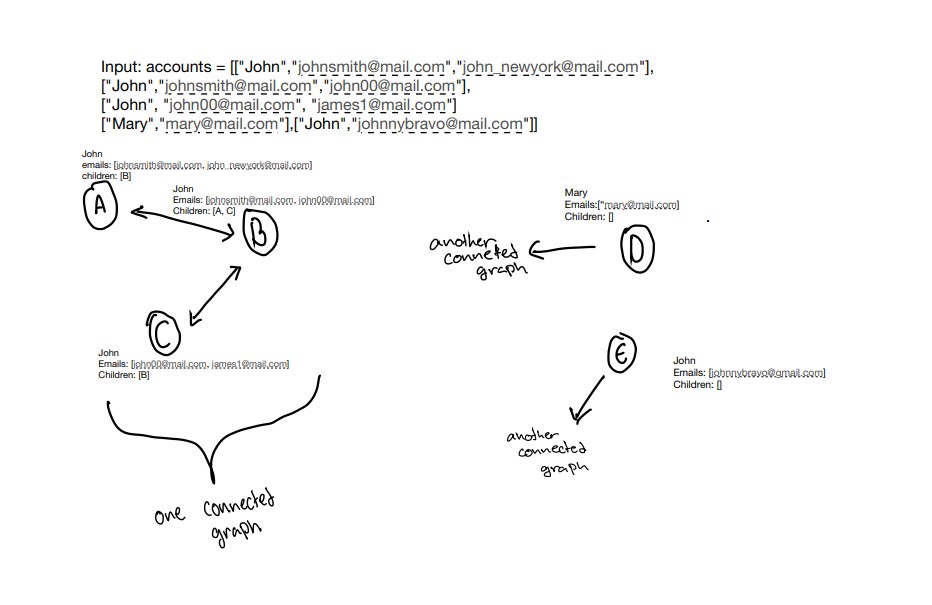 Input: accounts = [["John","johnsmith@mail.com","john_newyork@mail.com"],
["John","johnsmith@mail.com","john00@mail.com"],
["John", "john00@mail.com", "james1@mail.com"]
["Mary","mary@mail.com"],["John","johnnybravo@mail.com"]]
John
emails: [johnsmith@mail.com, john_newyork@mail.com]
children: [B]
A
John
Emails: [johnsmith@mail.com, john00@mail.com]
Children: [A, C]
B
C
John
Emails: [john00@mail.com, james1@mail.com]
Children: [B]
one connected
graph
Mary
Emails:["mary@mail.com]
Children: []
D
another
conneted
graph
E
John
Emails: [johnnybravo@gmail.com]
Children: []
another
connected
graph